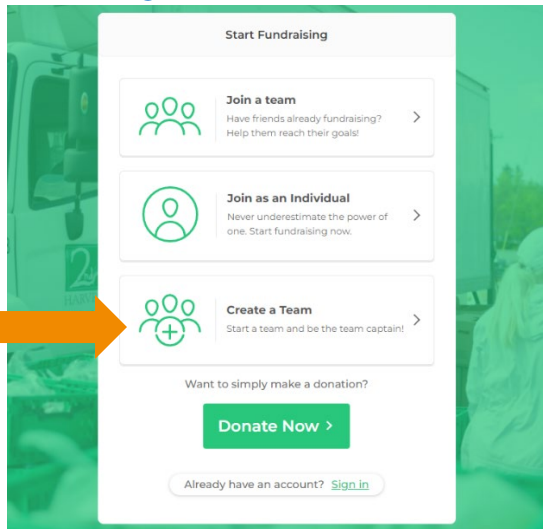 Start Fundraising
Join a team
Have friends already fundraising?
Help them reach their goals!
Join as an Individual
Never underestimate the power of
one. Start fundraising now.
Create a Team
Start a team and be the team captain!
Want to simply make a donation?
Donate Now >
Already have an account? Sign in
2
HARVE